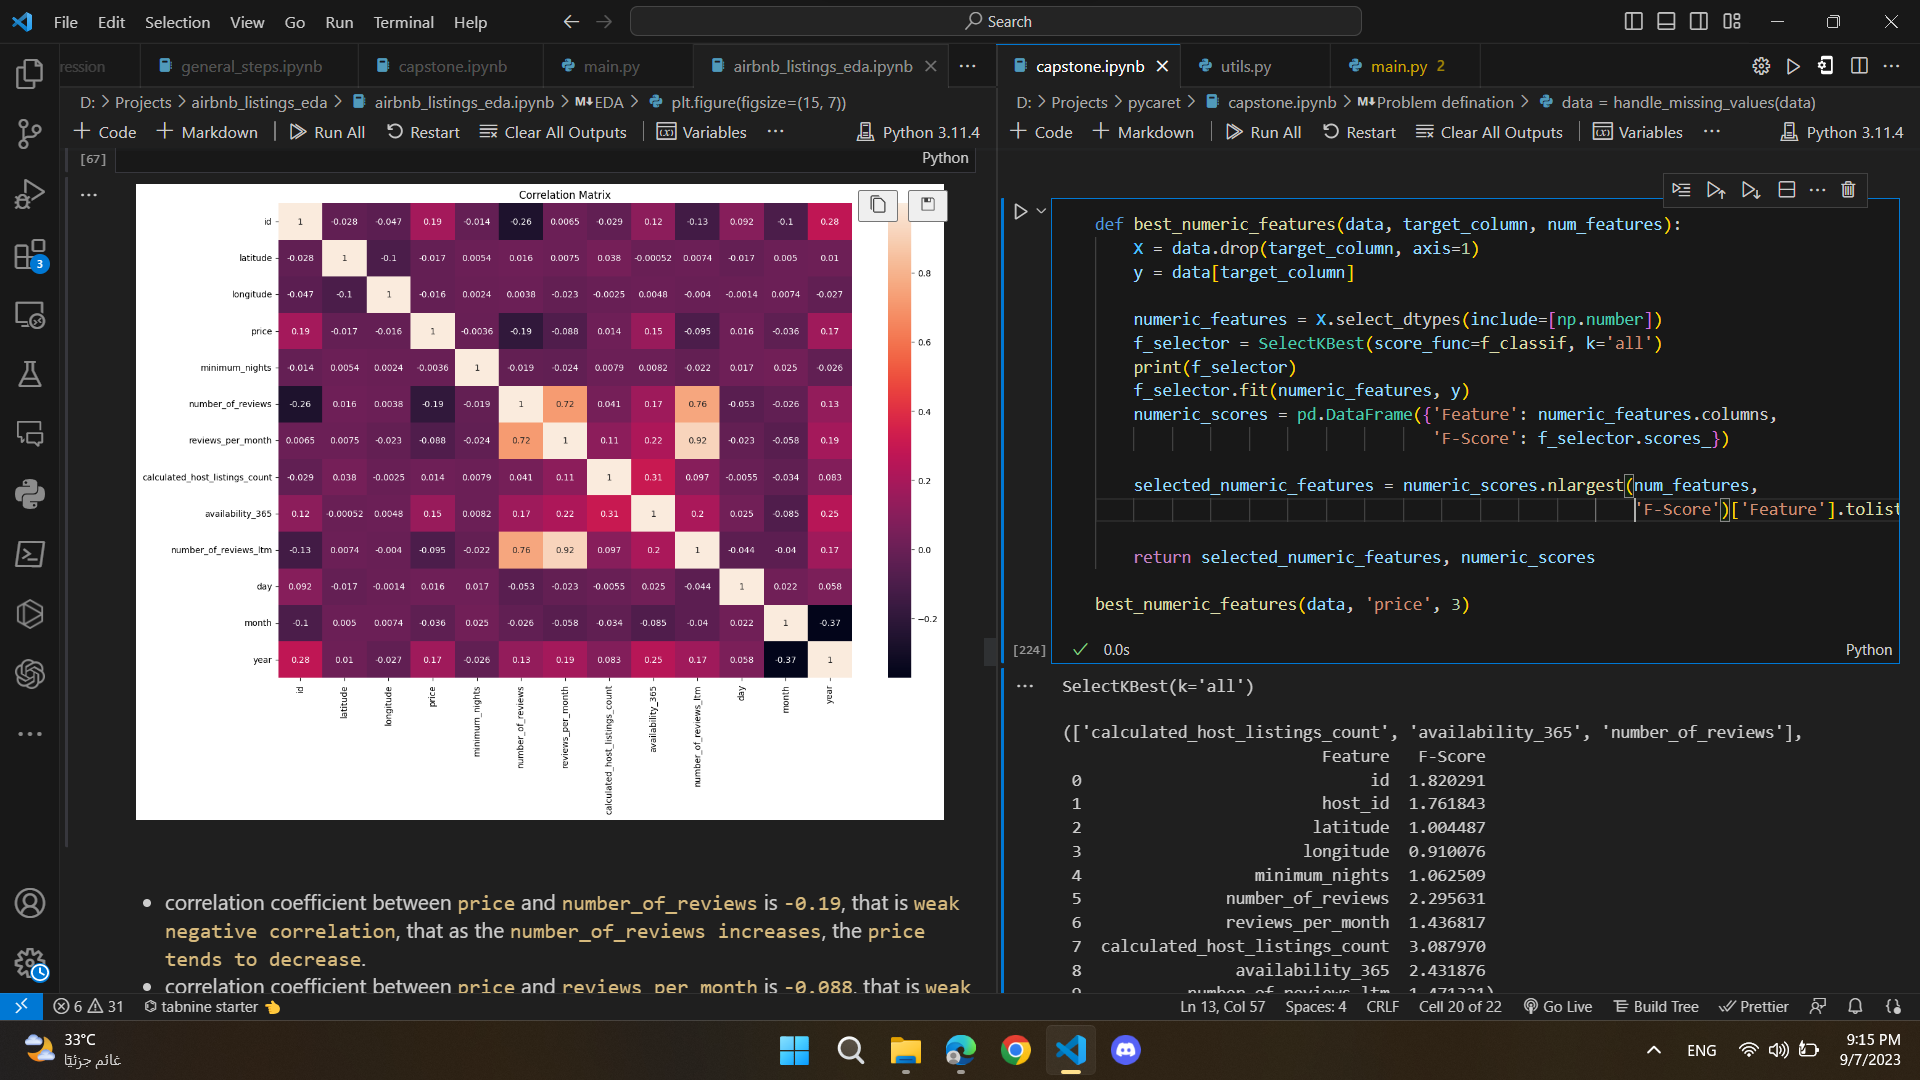 File Edit Selection View Go Run Terminal Help
Search
ression general_steps.ipynb capstone.ipynb main.py airbnb_listings_eda.ipynb
D: > Projects > airbnb_listings_eda > airbnb_listings_eda.ipynb > M↓EDA > plt.figure(figsize=(15, 7))
+ Code + Markdown Run All Restart Clear All Outputs Variables ... Python 3.11.4
[67] Python
Correlation Matrix
id 1 -0.028 -0.047 0.19 -0.014 -0.26 0.0065 -0.029 0.12 -0.13 0.092 -0.1 0.28
latitude -0.028 1 -0.1 -0.017 0.0054 0.016 0.0075 0.038 -0.00052 0.0074 -0.017 0.005 0.01
longitude -0.047 -0.1 1 -0.016 0.0024 0.0038 -0.023 -0.0025 0.0048 -0.004 -0.0014 0.0074 -0.027
price 0.19 -0.017 -0.016 1 -0.0036 -0.19 -0.088 0.014 0.15 -0.095 0.016 -0.036 0.17
minimum_nights -0.014 0.0054 0.0024 -0.0036 1 -0.019 -0.024 0.0079 0.0082 -0.022 0.017 0.025 -0.026
number_of_reviews -0.26 0.016 0.0038 -0.19 -0.019 1 0.72 0.041 0.17 0.76 -0.053 -0.026 0.13
reviews_per_month 0.0065 0.0075 -0.023 -0.088 -0.024 0.72 1 0.11 0.22 0.92 -0.023 -0.058 0.19
calculated_host_listings_count -0.029 0.038 -0.0025 0.014 0.0079 0.041 0.11 1 0.31 0.097 -0.0055 -0.034 0.083
availability_365 0.12 -0.00052 0.0048 0.15 0.0082 0.17 0.22 0.31 1 0.2 0.025 -0.085 0.25
number_of_reviews_ltm -0.13 0.0074 -0.004 -0.095 -0.022 0.76 0.92 0.097 0.2 1 -0.044 -0.04 0.17
day 0.092 -0.017 -0.0014 0.016 0.017 -0.053 -0.023 -0.0055 0.025 -0.044 1 0.022 0.058
month -0.1 0.005 0.0074 -0.036 0.025 -0.026 -0.058 -0.034 -0.085 -0.04 0.022 1 -0.37
year 0.28 0.01 -0.027 0.17 -0.026 0.13 0.19 0.083 0.25 0.17 0.058 -0.37 1
id latitude longitude price minimum_nights number_of_reviews reviews_per_month calculated_host_listings_count availability_365 number_of_reviews_ltm day month year
0.8
0.6
0.4
0.2
0.0
-0.2
• correlation coefficient between price and number_of_reviews is -0.19, that is weak
negative correlation, that as the number_of_reviews increases, the price
tends to decrease.
• correlation coefficient between price and reviews_per_month is -0.088, that is weak
capstone.ipynb utils.py main.py 2
D: > Projects > pycaret > capstone.ipynb > M↓Problem defination > data = handle_missing_values(data)
+ Code + Markdown Run All Restart Clear All Outputs Variables ... Python 3.11.4
def best_numeric_features(data, target_column, num_features):
X = data.drop(target_column, axis=1)
y = data[target_column]
numeric_features = X.select_dtypes(include=[np.number])
f_selector = SelectKBest(score_func=f_classif, k='all')
print(f_selector)
f_selector.fit(numeric_features, y)
numeric_scores = pd.DataFrame({'Feature': numeric_features.columns,
'F-Score': f_selector.scores_})
selected_numeric_features = numeric_scores.nlargest(num_features,
'F-Score')['Feature'].tolist
return selected_numeric_features, numeric_scores
best_numeric_features(data, 'price', 3)
[224] 0.0s Python
SelectKBest(k='all')
(['calculated_host_listings_count', 'availability_365', 'number_of_reviews'],
Feature F-Score
0 id 1.820291
1 host_id 1.761843
2 latitude 1.004487
3 longitude 0.910076
4 minimum_nights 1.062509
5 number_of_reviews 2.295631
6 reviews_per_month 1.436817
7 calculated_host_listings_count 3.087970
8 availability_365 2.431876
9 number_of_reviews_ltm 1.471321)
3
6 31 tabnine starter 👈 Ln 13, Col 57 Spaces: 4 CRLF Cell 20 of 22 Go Live Build Tree Prettier
33°C
غائم جزئيًا
ENG
9:15 PM
9/7/2023